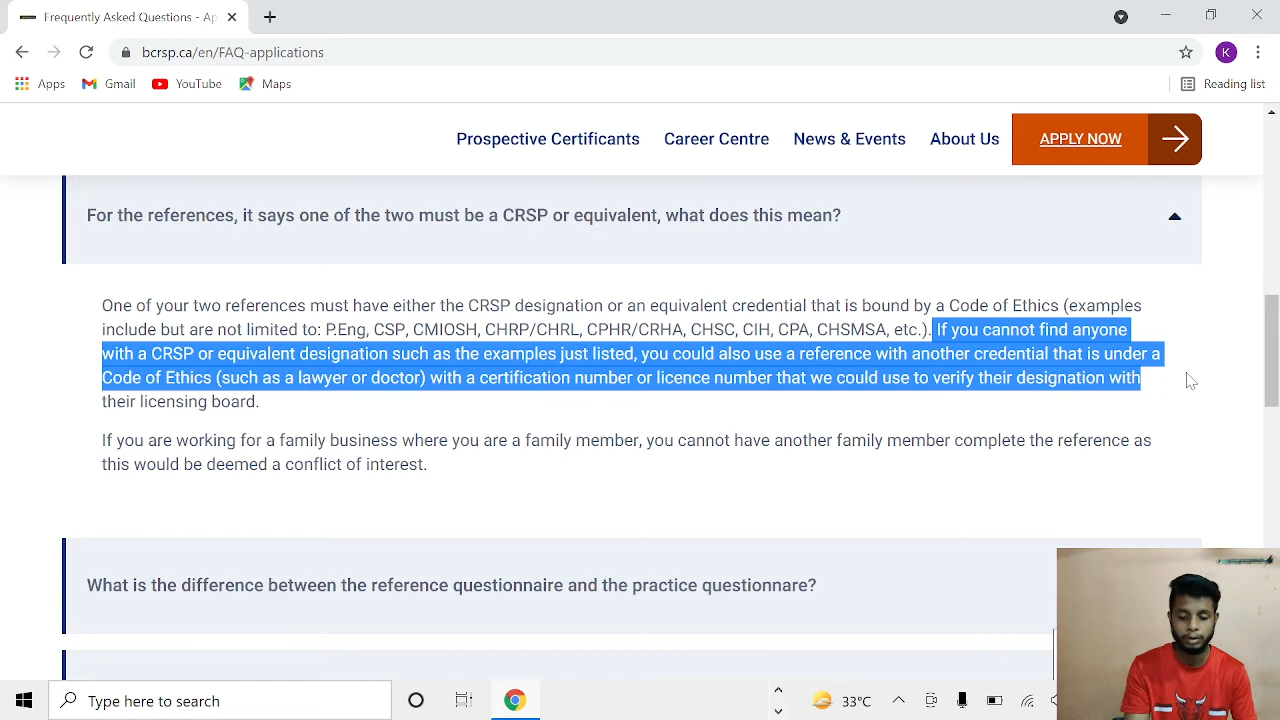 Frequently Asked Questions - Ap
bcrsp.ca/en/FAQ-applications
K
Apps Gmail YouTube Maps Reading list
Prospective Certificants Career Centre News & Events About Us APPLY NOW
For the references, it says one of the two must be a CRSP or equivalent, what does this mean?
One of your two references must have either the CRSP designation or an equivalent credential that is bound by a Code of Ethics (examples
include but are not limited to: P.Eng, CSP, CMIOSH, CHRP/CHRL, CPHR/CRHA, CHSC, CIH, CPA, CHSMSA, etc.). If you cannot find anyone
with a CRSP or equivalent designation such as the examples just listed, you could also use a reference with another credential that is under a
Code of Ethics (such as a lawyer or doctor) with a certification number or licence number that we could use to verify their designation with
their licensing board.
If you are working for a family business where you are a family member, you cannot have another family member complete the reference as
this would be deemed a conflict of interest.
What is the difference between the reference questionnaire and the practice questionnare?
Type here to search
33°C